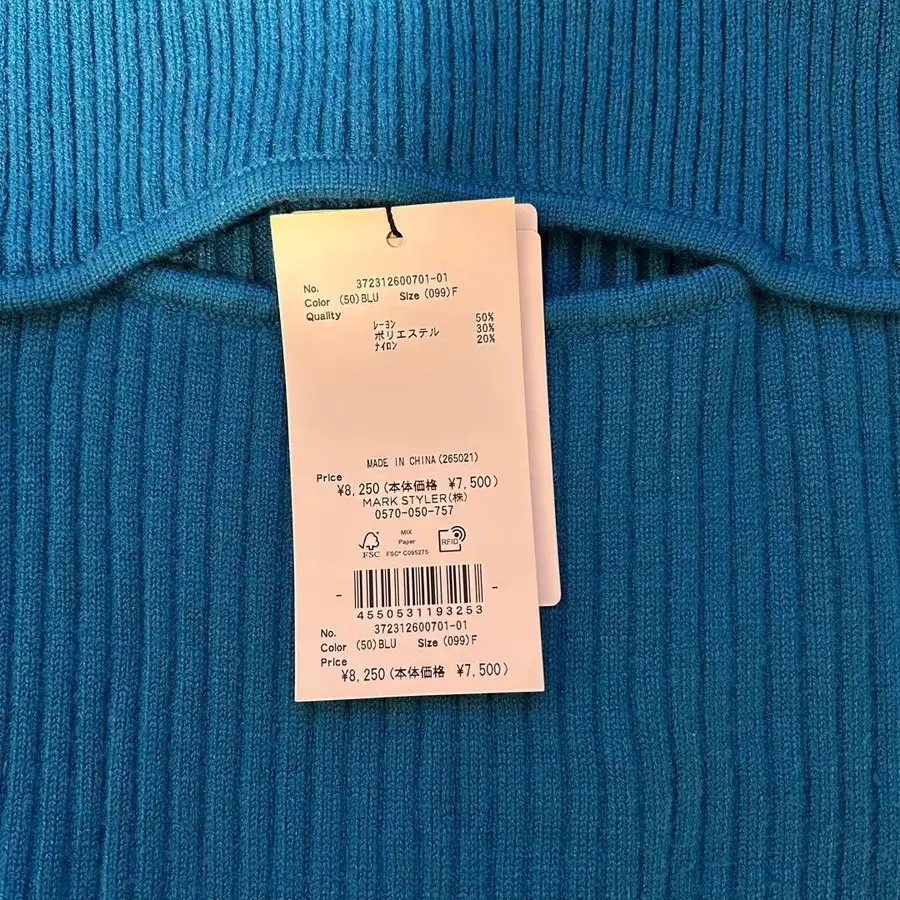 No. 372312600701-01
Color (50)BLU Size (099)F
Quality
レーヨン 50%
ポリエステル 30%
ナイロン 20%
MADE IN CHINA(265021)
Price
¥8,250(本体価格 ¥7,500)
MARK STYLER(株)
0570-050-757
FSC
MIX
Paper
FSC® C095275
RFID
4550531193253
No. 372312600701-01
Color (50)BLU Size (099)F
Price
¥8,250(本体価格 ¥7,500)